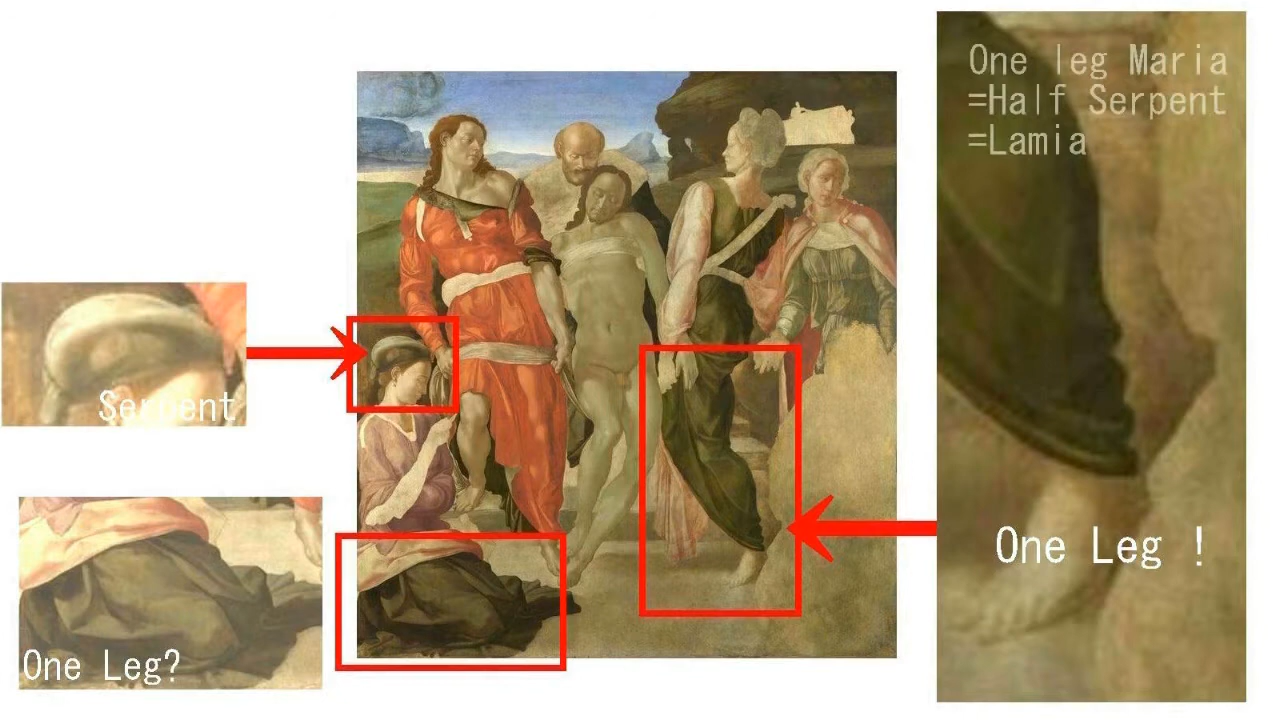 Serpent
One Leg?
One leg Maria
=Half Serpent
=Lamia
One Leg !